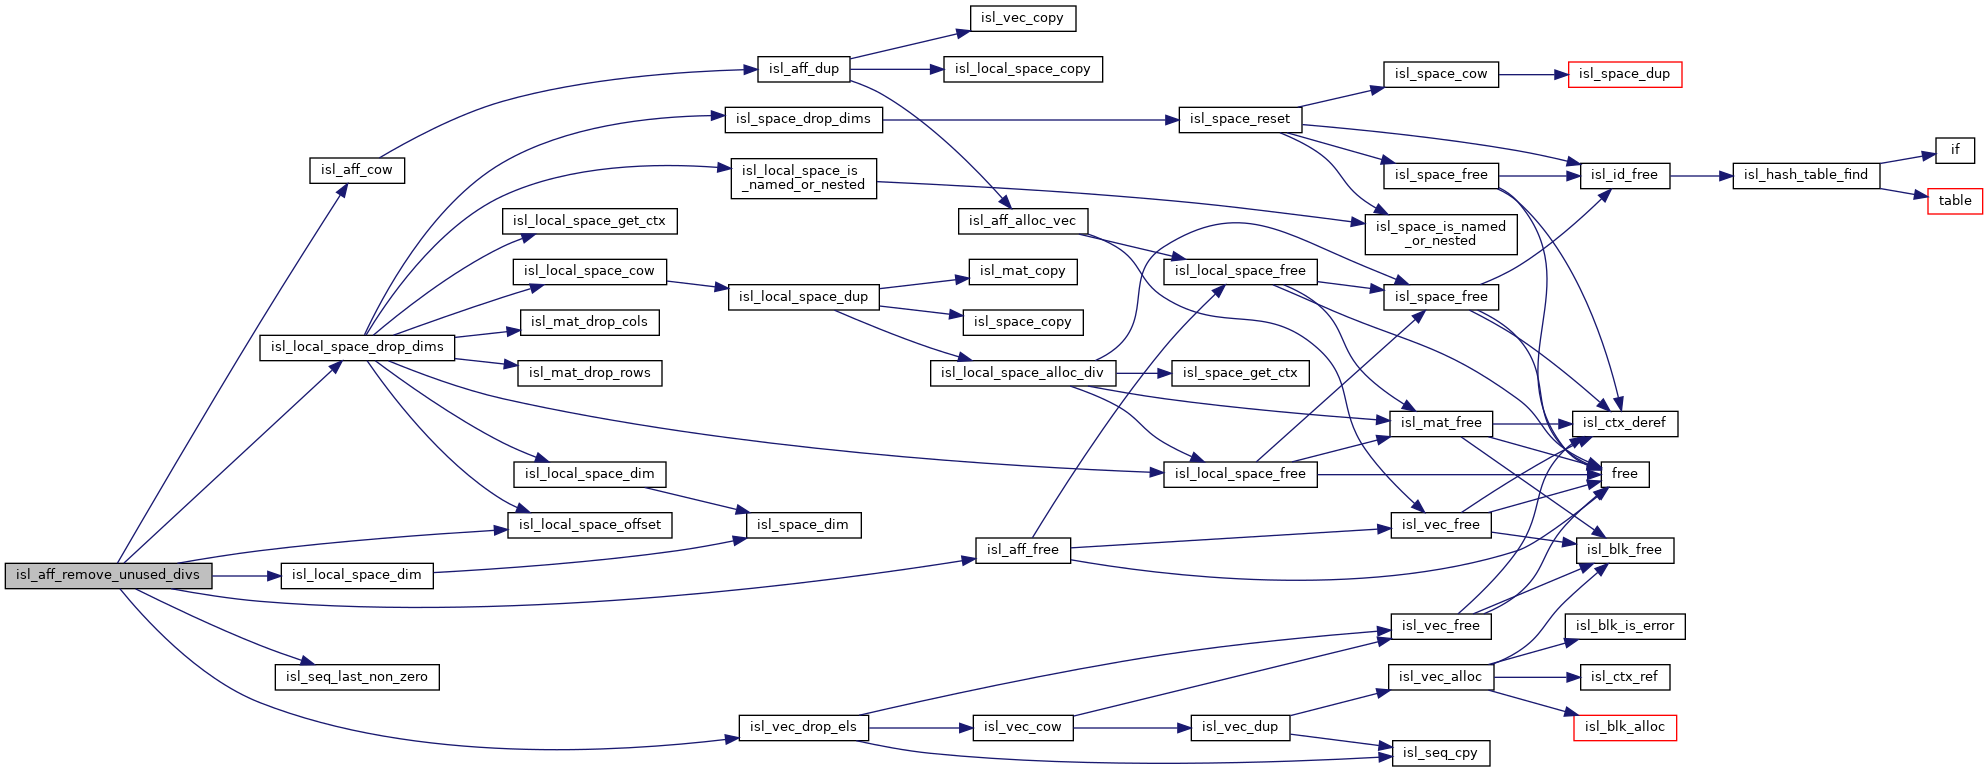 isl_vec_copy
isl_aff_dup
isl_local_space_copy
isl_space_cow
isl_space_dup
isl_space_drop_dims
isl_space_reset
if
isl_aff_cow
isl_local_space_is
_named_or_nested
isl_space_free
isl_id_free
isl_hash_table_find
table
isl_local_space_get_ctx
isl_aff_alloc_vec
isl_space_is_named
_or_nested
isl_local_space_cow
isl_mat_copy
isl_local_space_free
isl_local_space_dup
isl_space_free
isl_mat_drop_cols
isl_space_copy
isl_local_space_drop_dims
isl_mat_drop_rows
isl_local_space_alloc_div
isl_space_get_ctx
isl_mat_free
isl_ctx_deref
isl_local_space_dim
isl_local_space_free
free
isl_local_space_offset
isl_space_dim
isl_vec_free
isl_aff_free
isl_blk_free
isl_aff_remove_unused_divs
isl_local_space_dim
isl_vec_free
isl_blk_is_error
isl_seq_last_non_zero
isl_vec_alloc
isl_ctx_ref
isl_vec_drop_els
isl_vec_cow
isl_vec_dup
isl_blk_alloc
isl_seq_cpy